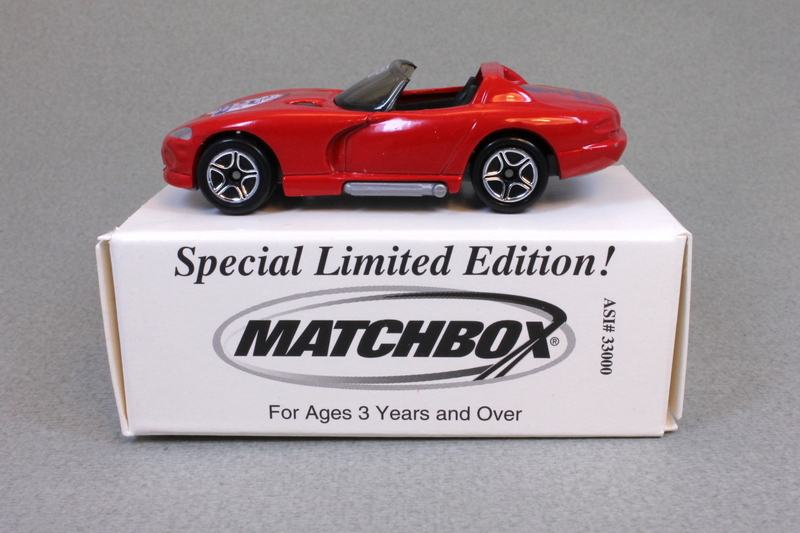 Special Limited Edition!
MATCHBOX®
ASI# 33000
For Ages 3 Years and Over